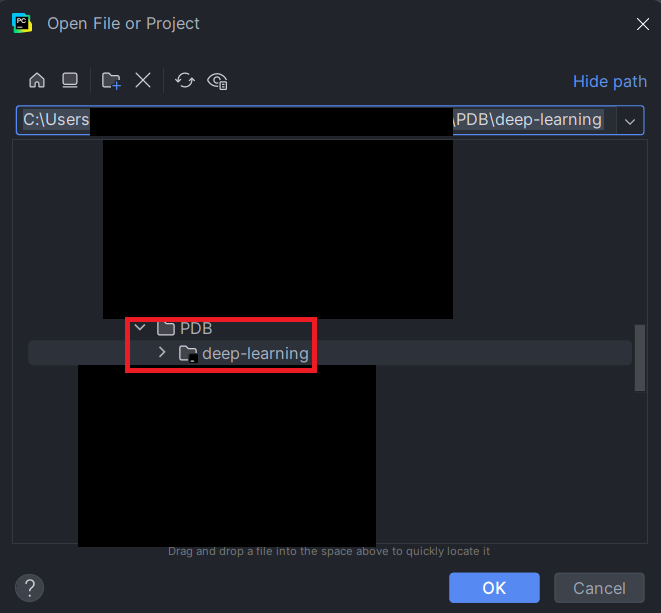 PC
Open File or Project
Hide path
C:\Users \PDB\deep-learning
PDB
deep-learning
Drag and drop a file into the space above to quickly locate it
?
OK
Cancel